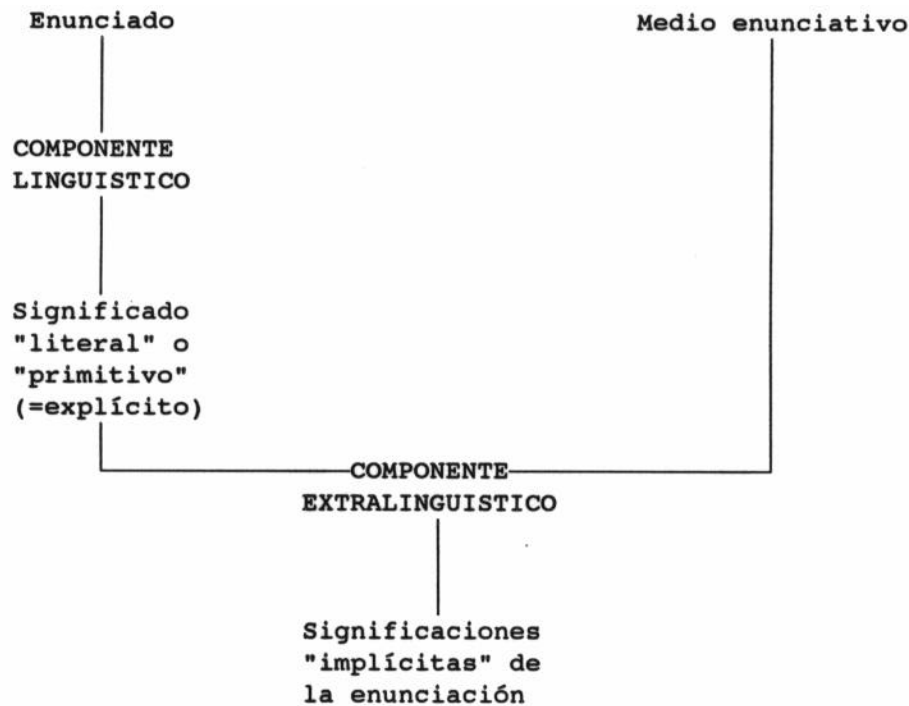 Enunciado
Medio enunciativo
COMPONENTE
LINGUISTICO
Significado
"literal" o
"primitivo"
(=explícito)
COMPONENTE
EXTRALINGUISTICO
Significaciones
"implícitas" de
la enunciación